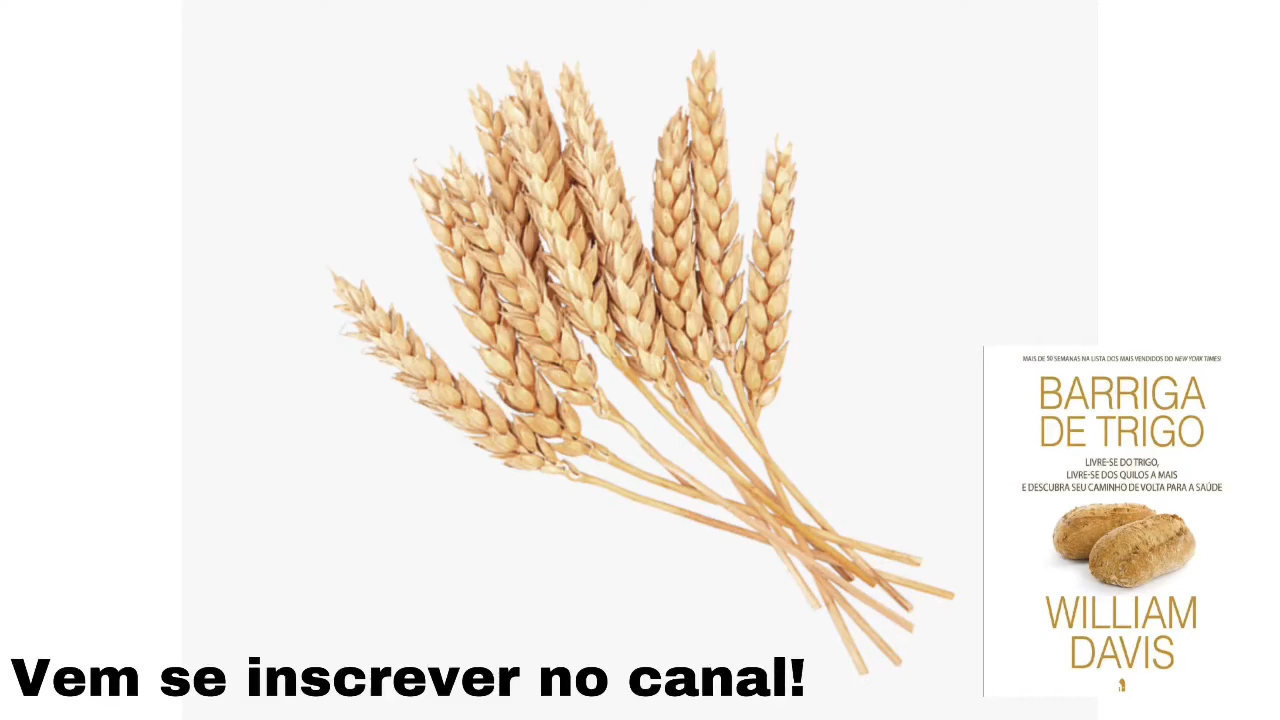 MAIS DE 50 SEMANAS NA LISTA DOS MAIS VENDIDOS DO NEW YORK TIMES!
BARRIGA
DE TRIGO
LIVRE-SE DO TRIGO,
LIVRE-SE DOS QUILOS A MAIS
E DESCUBRA SEU CAMINHO DE VOLTA PARA A SAÚDE
WILLIAM
DAVIS
Vem se inscrever no canal!